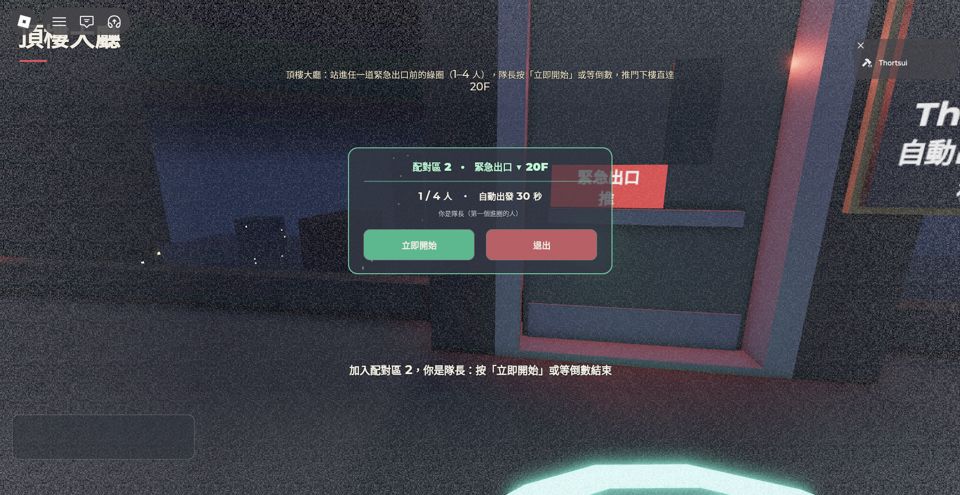 頂樓大廳
Thortsui
頂樓大廳：站進任一道緊急出口前的綠圈（1–4 人），隊長按「立即開始」或等倒數，推門下樓直達
20F
Th
自動
配對區 2 • 緊急出口 ▼ 20F
緊急出口
推
1 / 4 人 • 自動出發 30 秒
你是隊長（第一個進圈的人）
立即開始
退出
加入配對區 2，你是隊長：按「立即開始」或等倒數結束